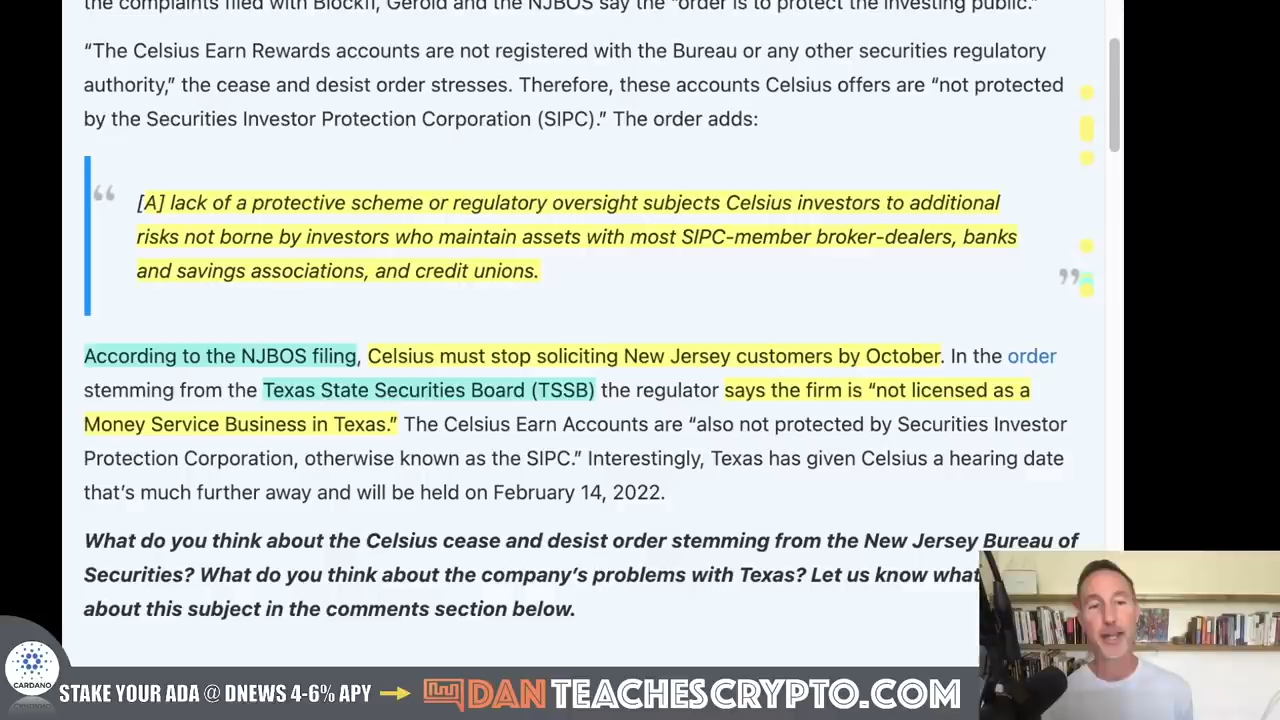 the complaints filed with Blockfi, Gerold and the NJBOS say the “order is to protect the investing public.”
“The Celsius Earn Rewards accounts are not registered with the Bureau or any other securities regulatory
authority,” the cease and desist order stresses. Therefore, these accounts Celsius offers are “not protected
by the Securities Investor Protection Corporation (SIPC).” The order adds:
“
[A] lack of a protective scheme or regulatory oversight subjects Celsius investors to additional
risks not borne by investors who maintain assets with most SIPC-member broker-dealers, banks
and savings associations, and credit unions.
”
According to the NJBOS filing, Celsius must stop soliciting New Jersey customers by October. In the order
stemming from the Texas State Securities Board (TSSB) the regulator says the firm is “not licensed as a
Money Service Business in Texas.” The Celsius Earn Accounts are “also not protected by Securities Investor
Protection Corporation, otherwise known as the SIPC.” Interestingly, Texas has given Celsius a hearing date
that’s much further away and will be held on February 14, 2022.
What do you think about the Celsius cease and desist order stemming from the New Jersey Bureau of
Securities? What do you think about the company’s problems with Texas? Let us know what
about this subject in the comments section below.
CARDANO
STAKE YOUR ADA @ DNEWS 4-6% APY
DANTEACHESCRYPTO.COM